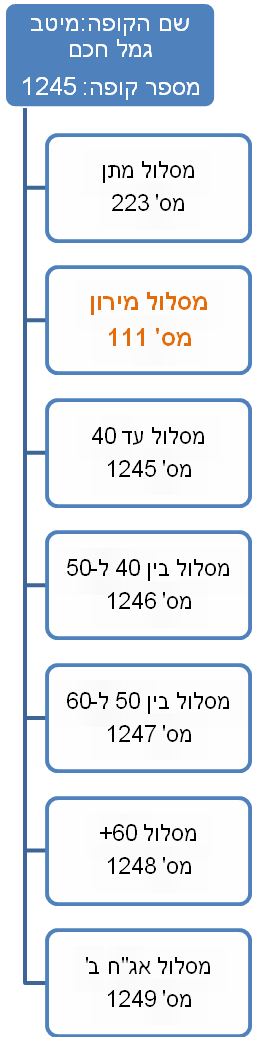 שם הקופה:מיטב
גמל חכם
מספר קופה: 1245
מסלול מתן
מס' 223
מסלול מירון
מס' 111
מסלול עד 40
מס' 1245
מסלול בין 40 ל-50
מס' 1246
מסלול בין 50 ל-60
מס' 1247
מסלול 60+
מס' 1248
מסלול אג"ח ב'
מס' 1249